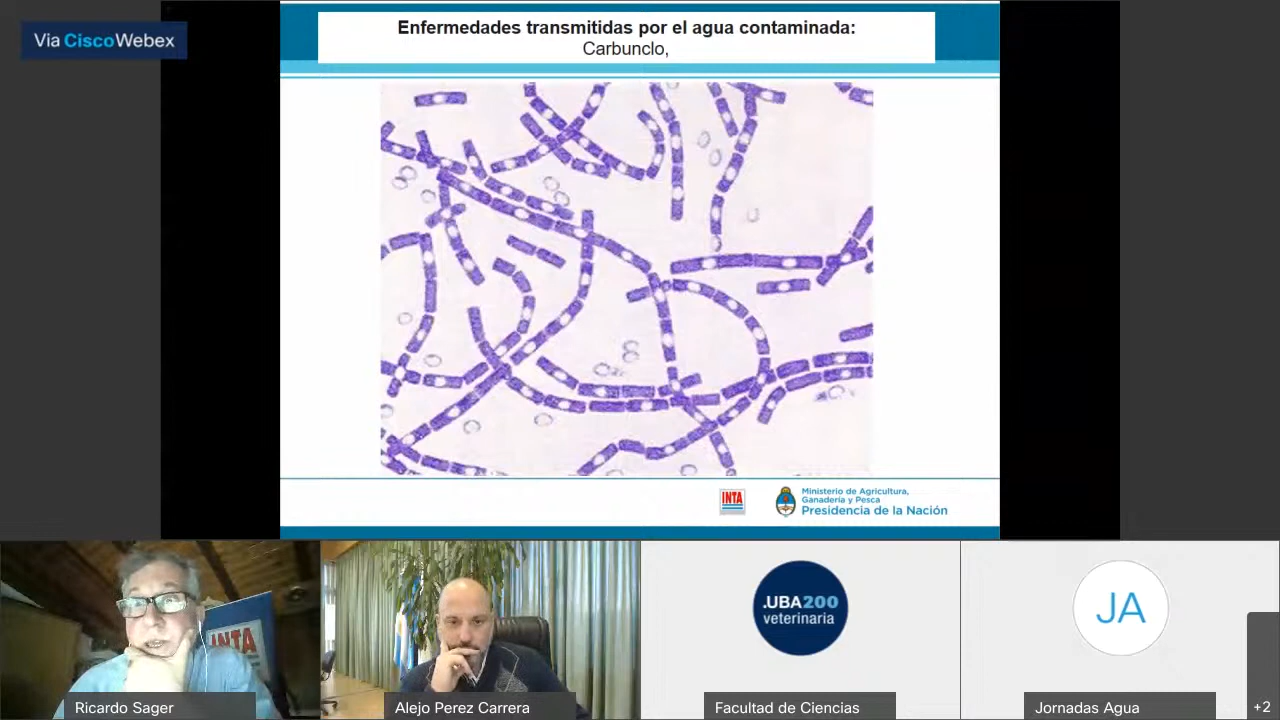 Via CiscoWebex
Enfermedades transmitidas por el agua contaminada:
Carbunclo,
INTA
Ministerio de Agricultura,
Ganadería y Pesca
Presidencia de la Nación
INTA
.UBA200
veterinaria
JA
Ricardo Sager
Alejo Perez Carrera
Facultad de Ciencias
Jornadas Agua
+2